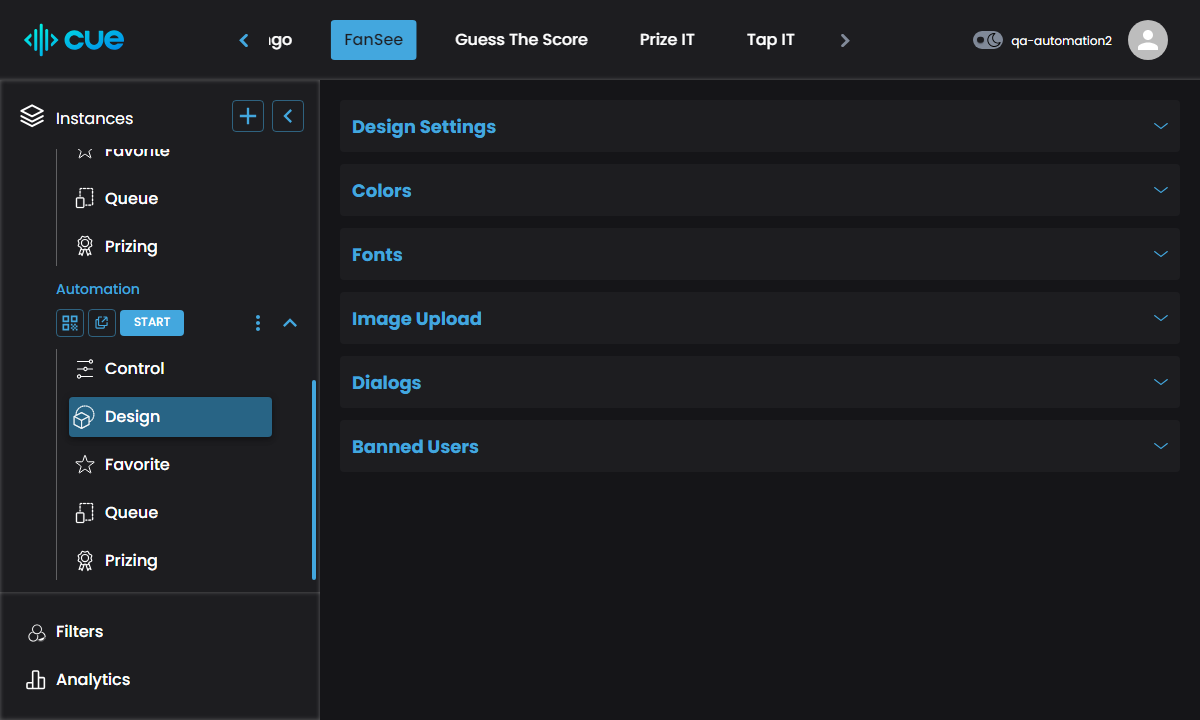 cue
FanSee
Guess The Score
Prize IT
Tap IT
qa-automation2
Instances
Favorite
Queue
Prizing
Automation
START
Control
Design
Favorite
Queue
Prizing
Filters
Analytics
Design Settings
Colors
Fonts
Image Upload
Dialogs
Banned Users